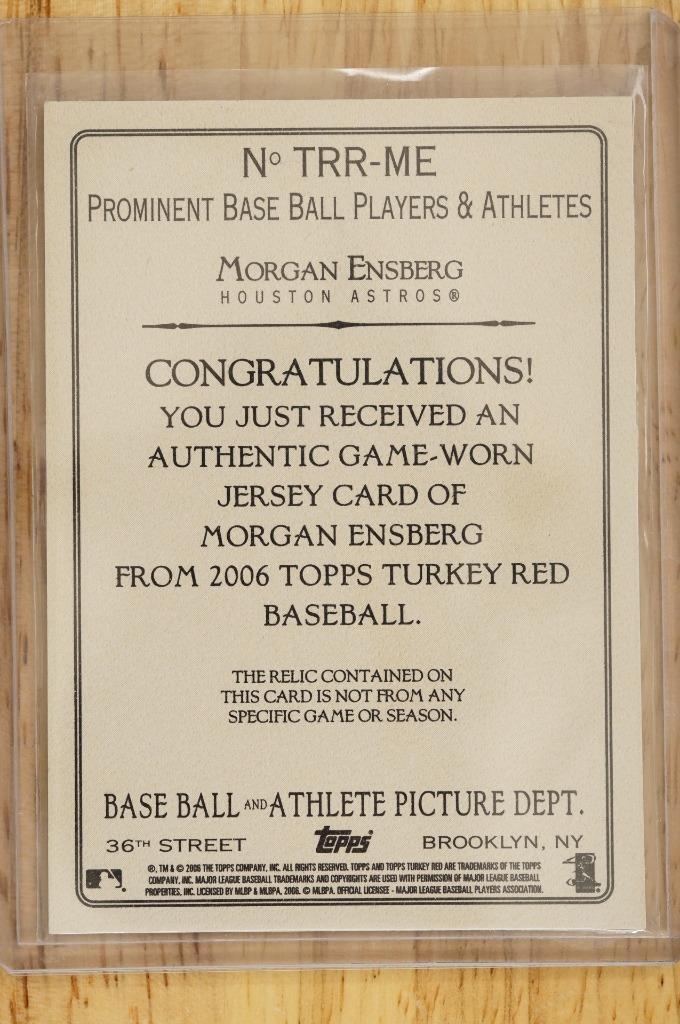 Nº TRR-ME
PROMINENT BASE BALL PLAYERS & ATHLETES
MORGAN ENSBERG
HOUSTON ASTROS®
CONGRATULATIONS!
YOU JUST RECEIVED AN
AUTHENTIC GAME-WORN
JERSEY CARD OF
MORGAN ENSBERG
FROM 2006 TOPPS TURKEY RED
BASEBALL.
THE RELIC CONTAINED ON
THIS CARD IS NOT FROM ANY
SPECIFIC GAME OR SEASON.
BASE BALL AND ATHLETE PICTURE DEPT.
36TH STREET topps® BROOKLYN, NY
®, TM & © 2006 THE TOPPS COMPANY, INC. ALL RIGHTS RESERVED. TOPPS AND TOPPS TURKEY RED ARE TRADEMARKS OF THE TOPPS
COMPANY, INC. MAJOR LEAGUE BASEBALL TRADEMARKS AND COPYRIGHTS ARE USED WITH PERMISSION OF MAJOR LEAGUE BASEBALL
PROPERTIES, INC. LICENSED BY MLBP & MLBPA, 2006. © MLBPA. OFFICIAL LICENSEE - MAJOR LEAGUE BASEBALL PLAYERS ASSOCIATION.